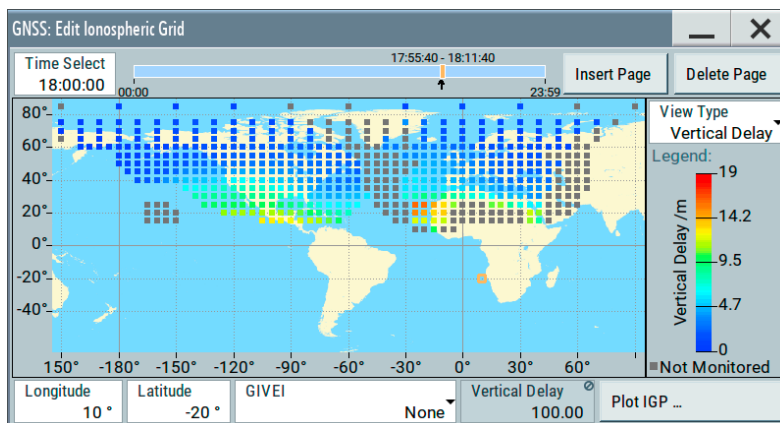 GNSS: Edit Ionospheric Grid
Time Select
18:00:00
17:55:40 - 18:11:40
00:00
23:59
Insert Page
Delete Page
View Type
Vertical Delay
Legend:
19
14.2
9.5
4.7
0
Vertical Delay /m
Not Monitored
80°
60°
40°
20°
0°
-20°
-40°
150°
-180°
-150°
-120°
-90°
-60°
-30°
0°
30°
60°
Longitude
10 °
Latitude
-20 °
GIVEI
None
Vertical Delay
100.00
Plot IGP ...